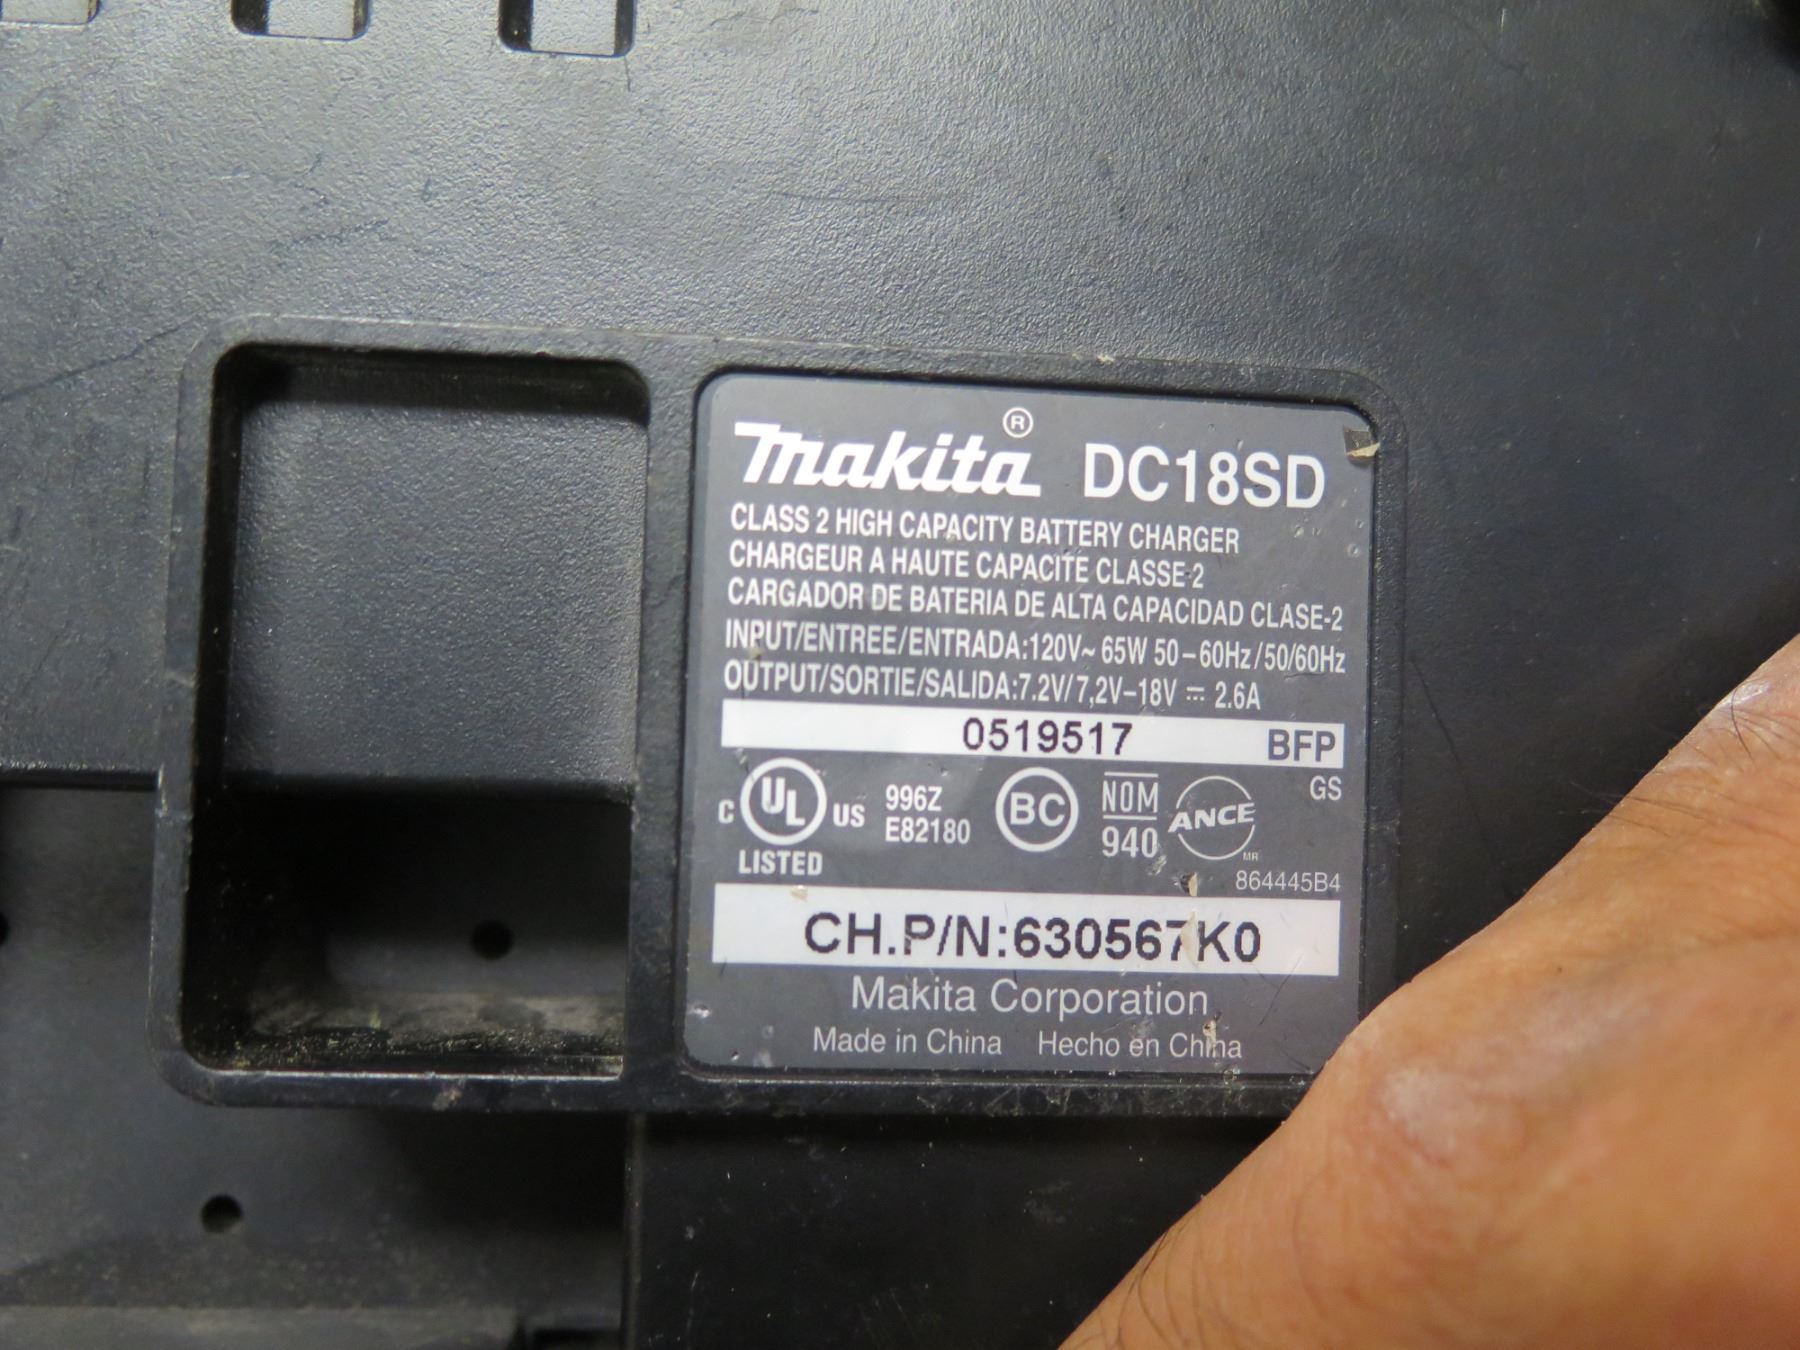 makita® DC18SD
CLASS 2 HIGH CAPACITY BATTERY CHARGER
CHARGEUR A HAUTE CAPACITE CLASSE-2
CARGADOR DE BATERIA DE ALTA CAPACIDAD CLASE-2
INPUT/ENTREE/ENTRADA:120V~ 65W 50-60Hz/50/60Hz
OUTPUT/SORTIE/SALIDA:7.2V/7,2V-18V ⎓ 2.6A
0519517 BFP
GS
C UL US LISTED
996Z
E82180
BC
NOM
940
ANCE
MR
864445B4
CH.P/N:630567K0
Makita Corporation
Made in China Hecho en China